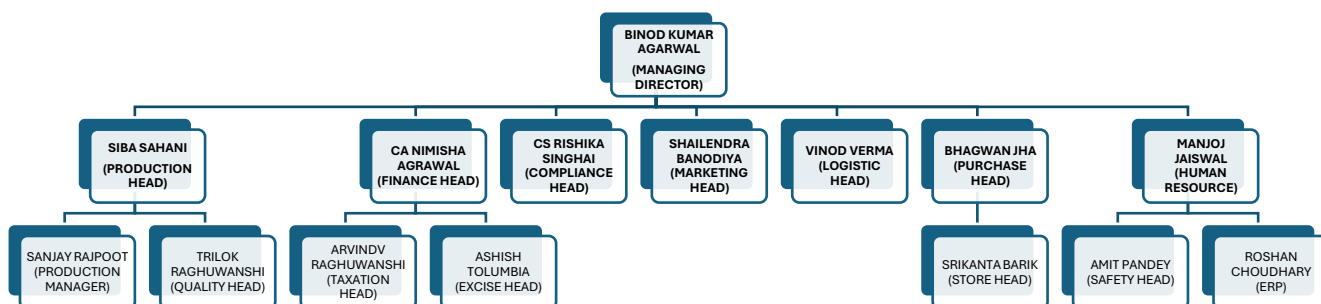 BINOD KUMAR
AGARWAL
(MANAGING
DIRECTOR)
SIBA SAHANI
(PRODUCTION
HEAD)
CA NIMISHA
AGRAWAL
(FINANCE HEAD)
CS RISHIKA
SINGHAI
(COMPLIANCE
HEAD)
SHAILENDRA
BANODIYA
(MARKETING
HEAD)
VINOD VERMA
(LOGISTIC
HEAD)
BHAGWAN JHA
(PURCHASE
HEAD)
MANJOJ
JAISWAL
(HUMAN
RESOURCE)
SANJAY RAJPOOT
(PRODUCTION
MANAGER)
TRILOK
RAGHUWANSHI
(QUALITY HEAD)
ARVINDV
RAGHUWANSHI
(TAXATION
HEAD)
ASHISH
TOLUMBIA
(EXCISE HEAD)
SRIKANTA BARIK
(STORE HEAD)
AMIT PANDEY
(SAFETY HEAD)
ROSHAN
CHOUDHARY
(ERP)